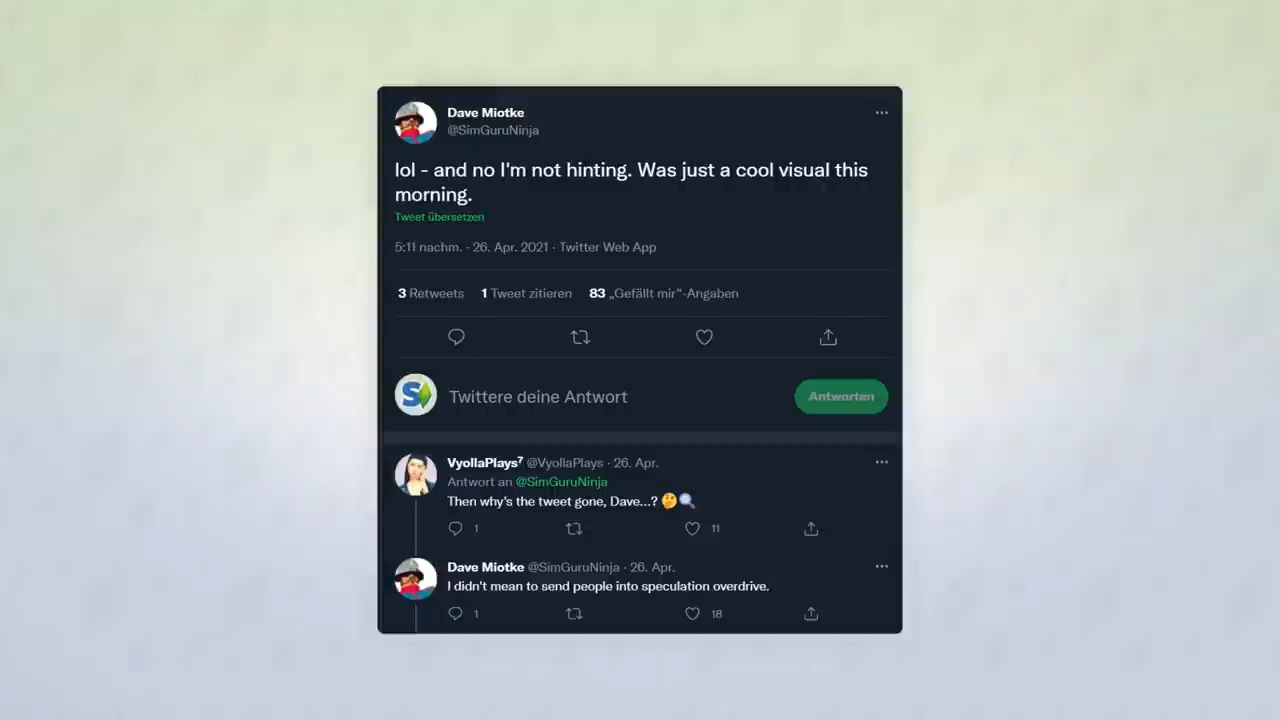 Dave Miotke
@SimGuruNinja
lol - and no I'm not hinting. Was just a cool visual this
morning.
Tweet übersetzen
5:11 nachm. · 26. Apr. 2021 · Twitter Web App
3 Retweets 1 Tweet zitieren 83 „Gefällt mir“-Angaben
Twittere deine Antwort
Antworten
VyollaPlays⁷ @VyollaPlays · 26. Apr.
Antwort an @SimGuruNinja
Then why's the tweet gone, Dave...? 🤔🔍
1 11
Dave Miotke @SimGuruNinja · 26. Apr.
I didn't mean to send people into speculation overdrive.
1 18